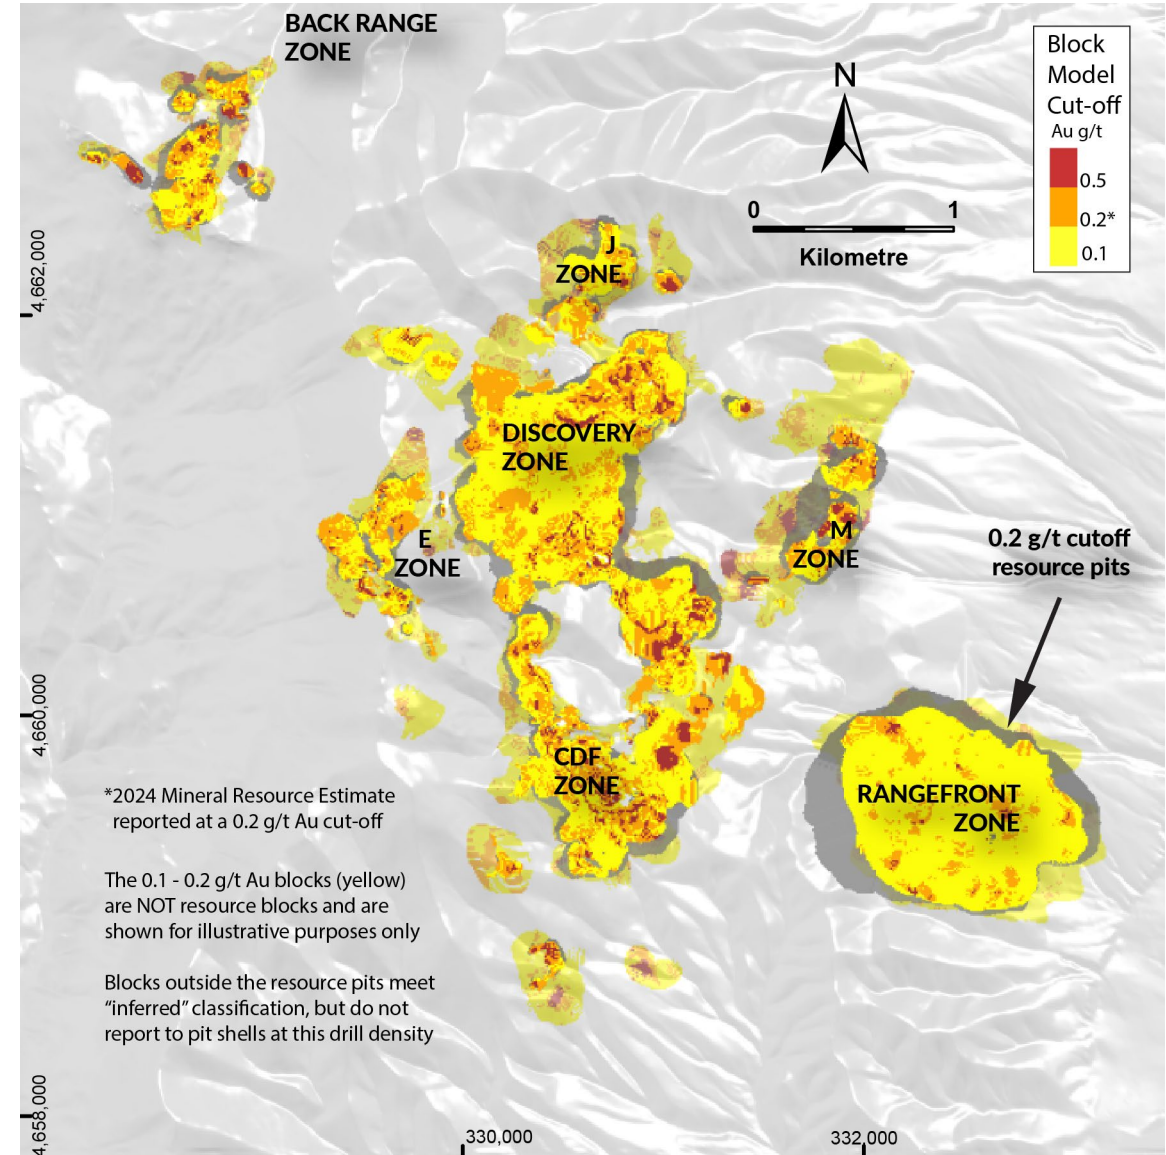 BACK RANGE
ZONE
Block
Model
Cut-off
Au g/t
0.5
0.2*
0.1
N
0 1
Kilometre
4,662,000
J
ZONE
DISCOVERY
ZONE
E
ZONE
M
ZONE
0.2 g/t cutoff
resource pits
4,660,000
CDF
ZONE
RANGEFRONT
ZONE
*2024 Mineral Resource Estimate
reported at a 0.2 g/t Au cut-off
The 0.1 - 0.2 g/t Au blocks (yellow)
are NOT resource blocks and are
shown for illustrative purposes only
Blocks outside the resource pits meet
“inferred” classification, but do not
report to pit shells at this drill density
4,658,000
330,000
332,000